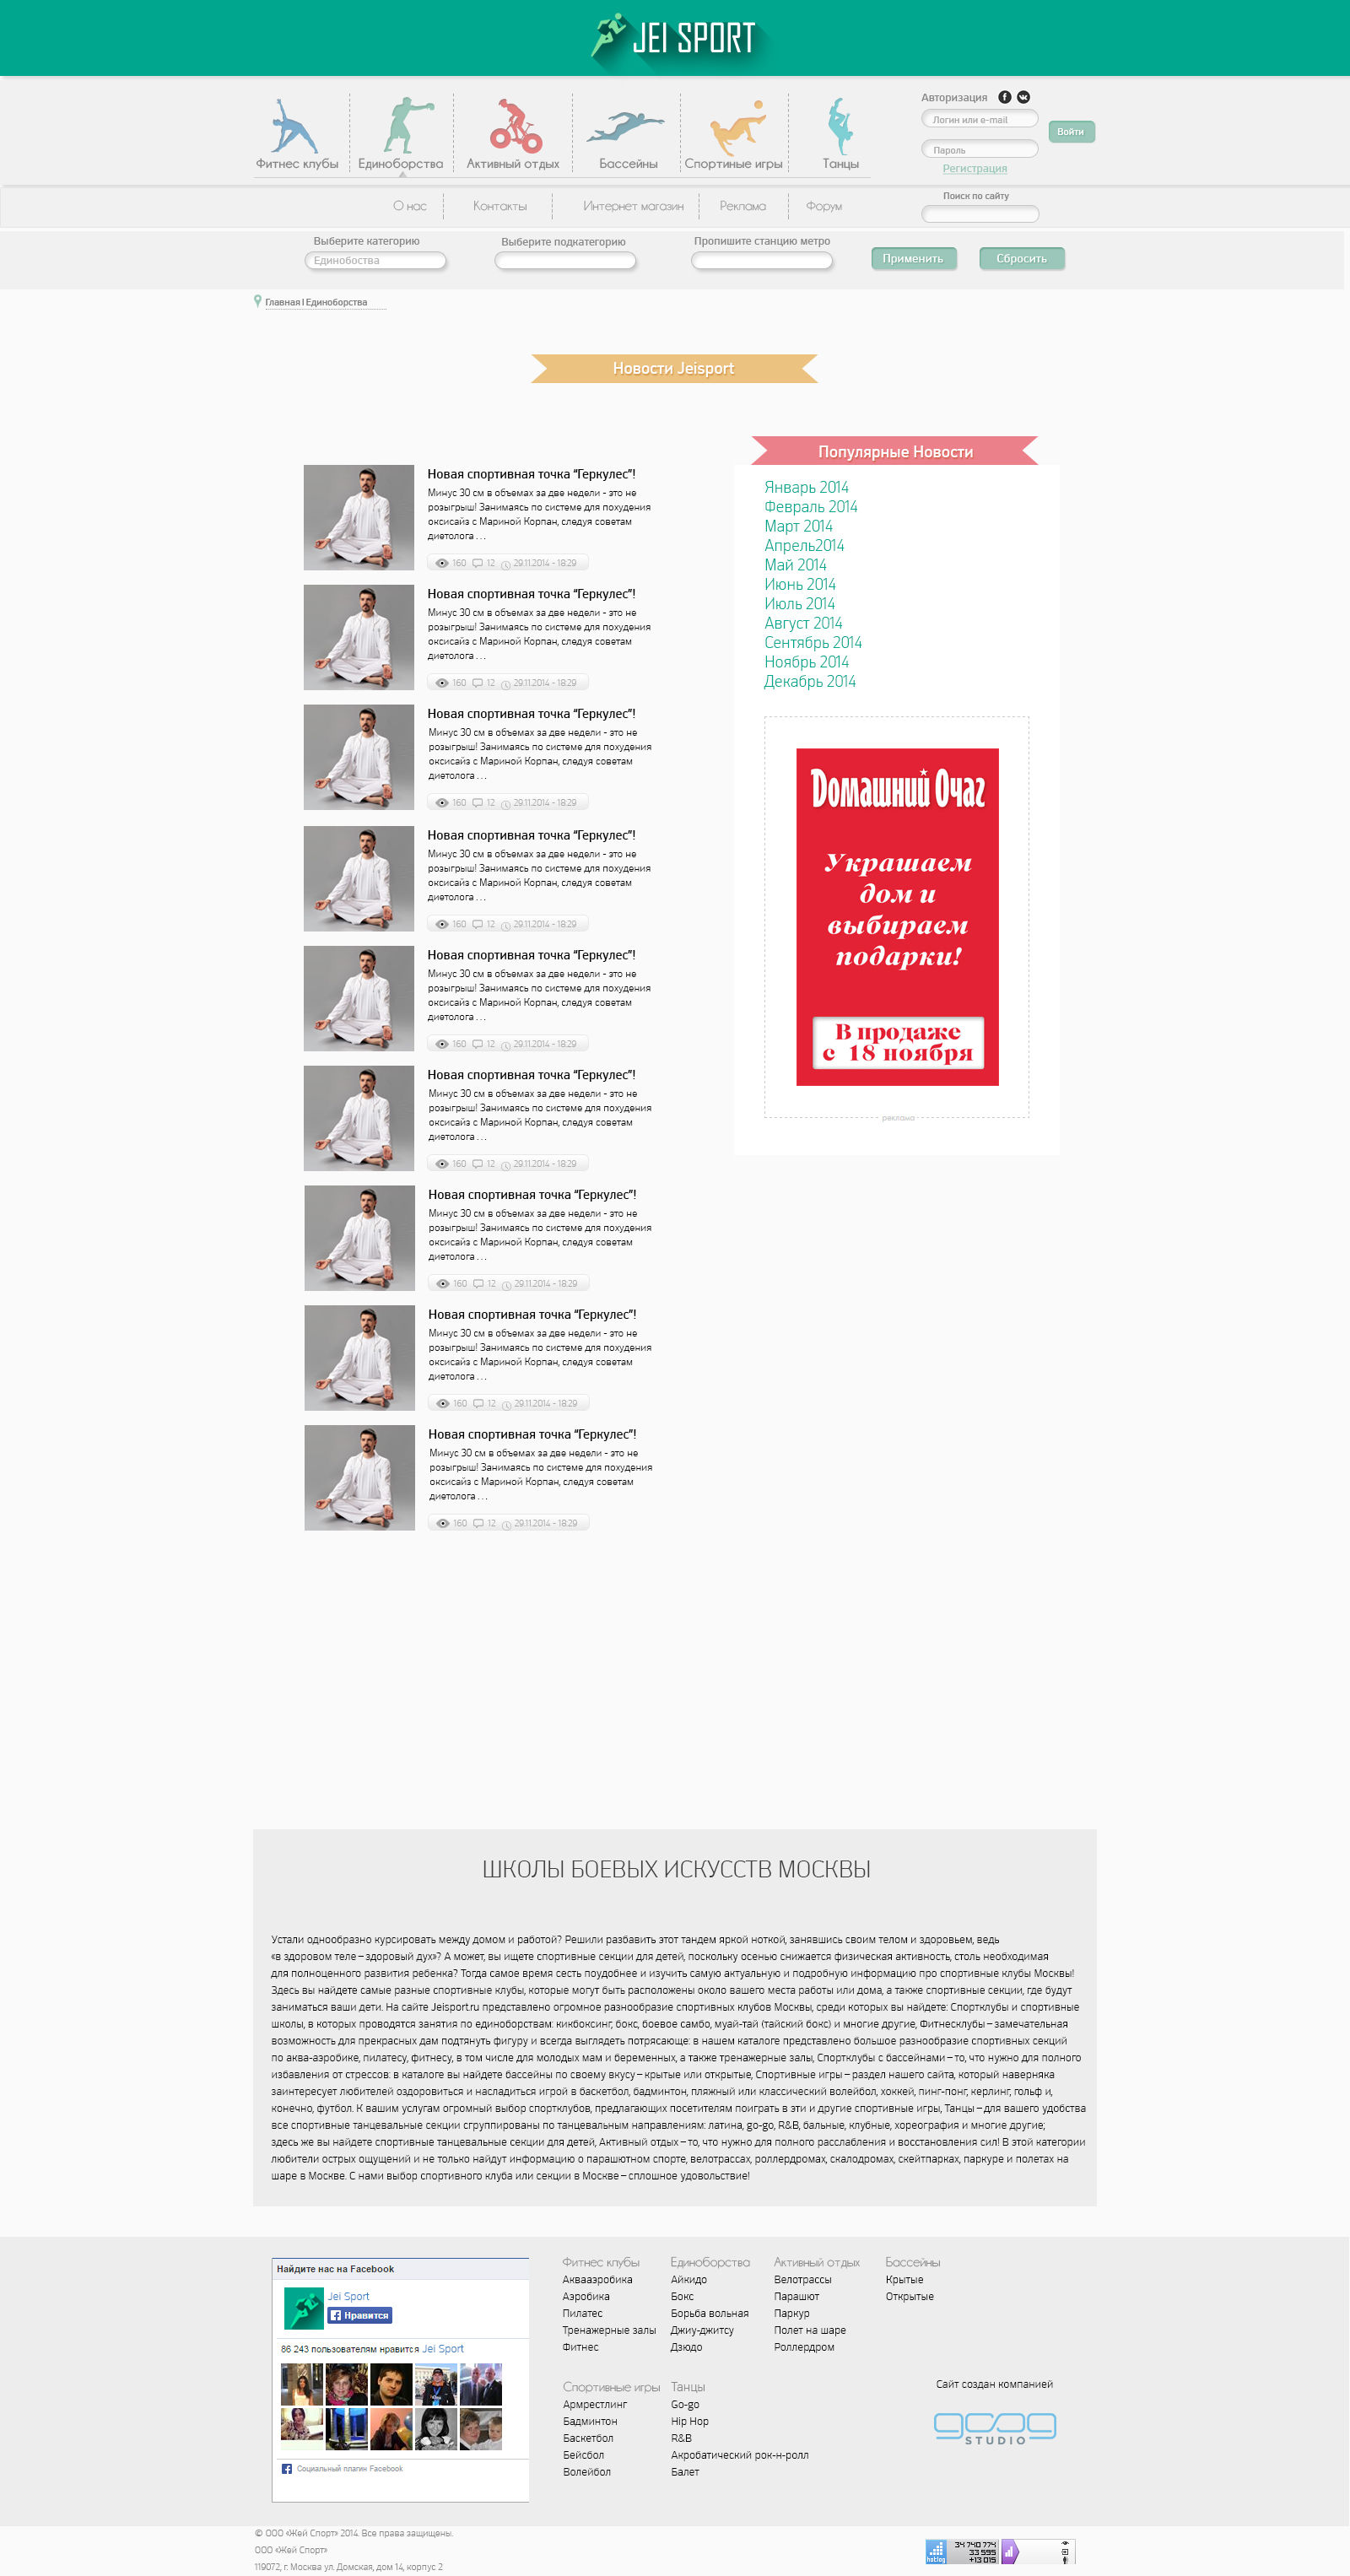 JEI SPORT
Фитнес клубы
Единоборства
Активный отдых
Бассейны
Спортиные игры
Танцы
Авторизация
Логин или e-mail
Войти
Пароль
Регистрация
О нас
Контакты
Интернет магазин
Реклама
Форум
Поиск по сайту
Выберите категорию
Выберите подкатегорию
Пропишите станцию метро
Единобоства
Применить
Сбросить
Главная | Единоборства
Новости Jeisport
Новая спортивная точка “Геркулес”!
Минус 30 см в объемах за две недели - это не
розыгрыш! Занимаясь по системе для похудения
оксисайз с Мариной Корпан, следуя советам
диетолога . . .
160 12 29.11.2014 - 18:29
Новая спортивная точка “Геркулес”!
Минус 30 см в объемах за две недели - это не
розыгрыш! Занимаясь по системе для похудения
оксисайз с Мариной Корпан, следуя советам
диетолога . . .
160 12 29.11.2014 - 18:29
Новая спортивная точка “Геркулес”!
Минус 30 см в объемах за две недели - это не
розыгрыш! Занимаясь по системе для похудения
оксисайз с Мариной Корпан, следуя советам
диетолога . . .
160 12 29.11.2014 - 18:29
Новая спортивная точка “Геркулес”!
Минус 30 см в объемах за две недели - это не
розыгрыш! Занимаясь по системе для похудения
оксисайз с Мариной Корпан, следуя советам
диетолога . . .
160 12 29.11.2014 - 18:29
Новая спортивная точка “Геркулес”!
Минус 30 см в объемах за две недели - это не
розыгрыш! Занимаясь по системе для похудения
оксисайз с Мариной Корпан, следуя советам
диетолога . . .
160 12 29.11.2014 - 18:29
Новая спортивная точка “Геркулес”!
Минус 30 см в объемах за две недели - это не
розыгрыш! Занимаясь по системе для похудения
оксисайз с Мариной Корпан, следуя советам
диетолога . . .
160 12 29.11.2014 - 18:29
Новая спортивная точка “Геркулес”!
Минус 30 см в объемах за две недели - это не
розыгрыш! Занимаясь по системе для похудения
оксисайз с Мариной Корпан, следуя советам
диетолога . . .
160 12 29.11.2014 - 18:29
Новая спортивная точка “Геркулес”!
Минус 30 см в объемах за две недели - это не
розыгрыш! Занимаясь по системе для похудения
оксисайз с Мариной Корпан, следуя советам
диетолога . . .
160 12 29.11.2014 - 18:29
Новая спортивная точка “Геркулес”!
Минус 30 см в объемах за две недели - это не
розыгрыш! Занимаясь по системе для похудения
оксисайз с Мариной Корпан, следуя советам
диетолога . . .
160 12 29.11.2014 - 18:29
Популярные Новости
Январь 2014
Февраль 2014
Март 2014
Апрель2014
Май 2014
Июнь 2014
Июль 2014
Август 2014
Сентябрь 2014
Ноябрь 2014
Декабрь 2014
Домашний Очаг
Украшаем
дом и
выбираем
подарки!
В продаже
с 18 ноября
реклама
ШКОЛЫ БОЕВЫХ ИСКУССТВ МОСКВЫ
Устали однообразно курсировать между домом и работой? Решили разбавить этот тандем яркой ноткой, занявшись своим телом и здоровьем, ведь
«в здоровом теле – здоровый дух»? А может, вы ищете спортивные секции для детей, поскольку осенью снижается физическая активность, столь необходимая
для полноценного развития ребенка? Тогда самое время сесть поудобнее и изучить самую актуальную и подробную информацию про спортивные клубы Москвы!
Здесь вы найдете самые разные спортивные клубы, которые могут быть расположены около вашего места работы или дома, а также спортивные секции, где будут
заниматься ваши дети. На сайте Jeisport.ru представлено огромное разнообразие спортивных клубов Москвы, среди которых вы найдете: Спортклубы и спортивные
школы, в которых проводятся занятия по единоборствам: кикбоксинг, бокс, боевое самбо, муай-тай (тайский бокс) и многие другие, Фитнесклубы – замечательная
возможность для прекрасных дам подтянуть фигуру и всегда выглядеть потрясающе: в нашем каталоге представлено большое разнообразие спортивных секций
по аква-аэробике, пилатесу, фитнесу, в том числе для молодых мам и беременных, а также тренажерные залы, Спортклубы с бассейнами – то, что нужно для полного
избавления от стрессов: в каталоге вы найдете бассейны по своему вкусу – крытые или открытые, Спортивные игры – раздел нашего сайта, который наверняка
заинтересует любителей оздоровиться и насладиться игрой в баскетбол, бадминтон, пляжный или классический волейбол, хоккей, пинг-понг, керлинг, гольф и,
конечно, футбол. К вашим услугам огромный выбор спортклубов, предлагающих посетителям поиграть в эти и другие спортивные игры, Танцы – для вашего удобства
все спортивные танцевальные секции сгруппированы по танцевальным направлениям: латина, go-go, R&B, бальные, клубные, хореография и многие другие;
здесь же вы найдете спортивные танцевальные секции для детей, Активный отдых – то, что нужно для полного расслабления и восстановления сил! В этой категории
любители острых ощущений и не только найдут информацию о парашютном спорте, велотрассах, роллердромах, скалодромах, скейтпарках, паркуре и полетах на
шаре в Москве. С нами выбор спортивного клуба или секции в Москве – сплошное удовольствие!
Найдите нас на Facebook
Jei Sport
Нравится
86 243 пользователям нравится Jei Sport
Социальный плагин Facebook
Фитнес клубы
Аквааэробика
Аэробика
Пилатес
Тренажерные залы
Фитнес
Единоборства
Айкидо
Бокс
Борьба вольная
Джиу-джитсу
Дзюдо
Активный отдых
Велотрассы
Парашют
Паркур
Полет на шаре
Роллердром
Бассейны
Крытые
Открытые
Спортивные игры
Армрестлинг
Бадминтон
Баскетбол
Бейсбол
Волейбол
Танцы
Go-go
Hip Hop
R&B
Акробатический рок-н-ролл
Балет
Сайт создан компанией
STUDIO
© ООО «Жей Спорт» 2014. Все права защищены.
ООО «Жей Спорт»
119072, г. Москва ул. Домская, дом 14, корпус 2
hotlog
34 740 774
33 595
+13 015